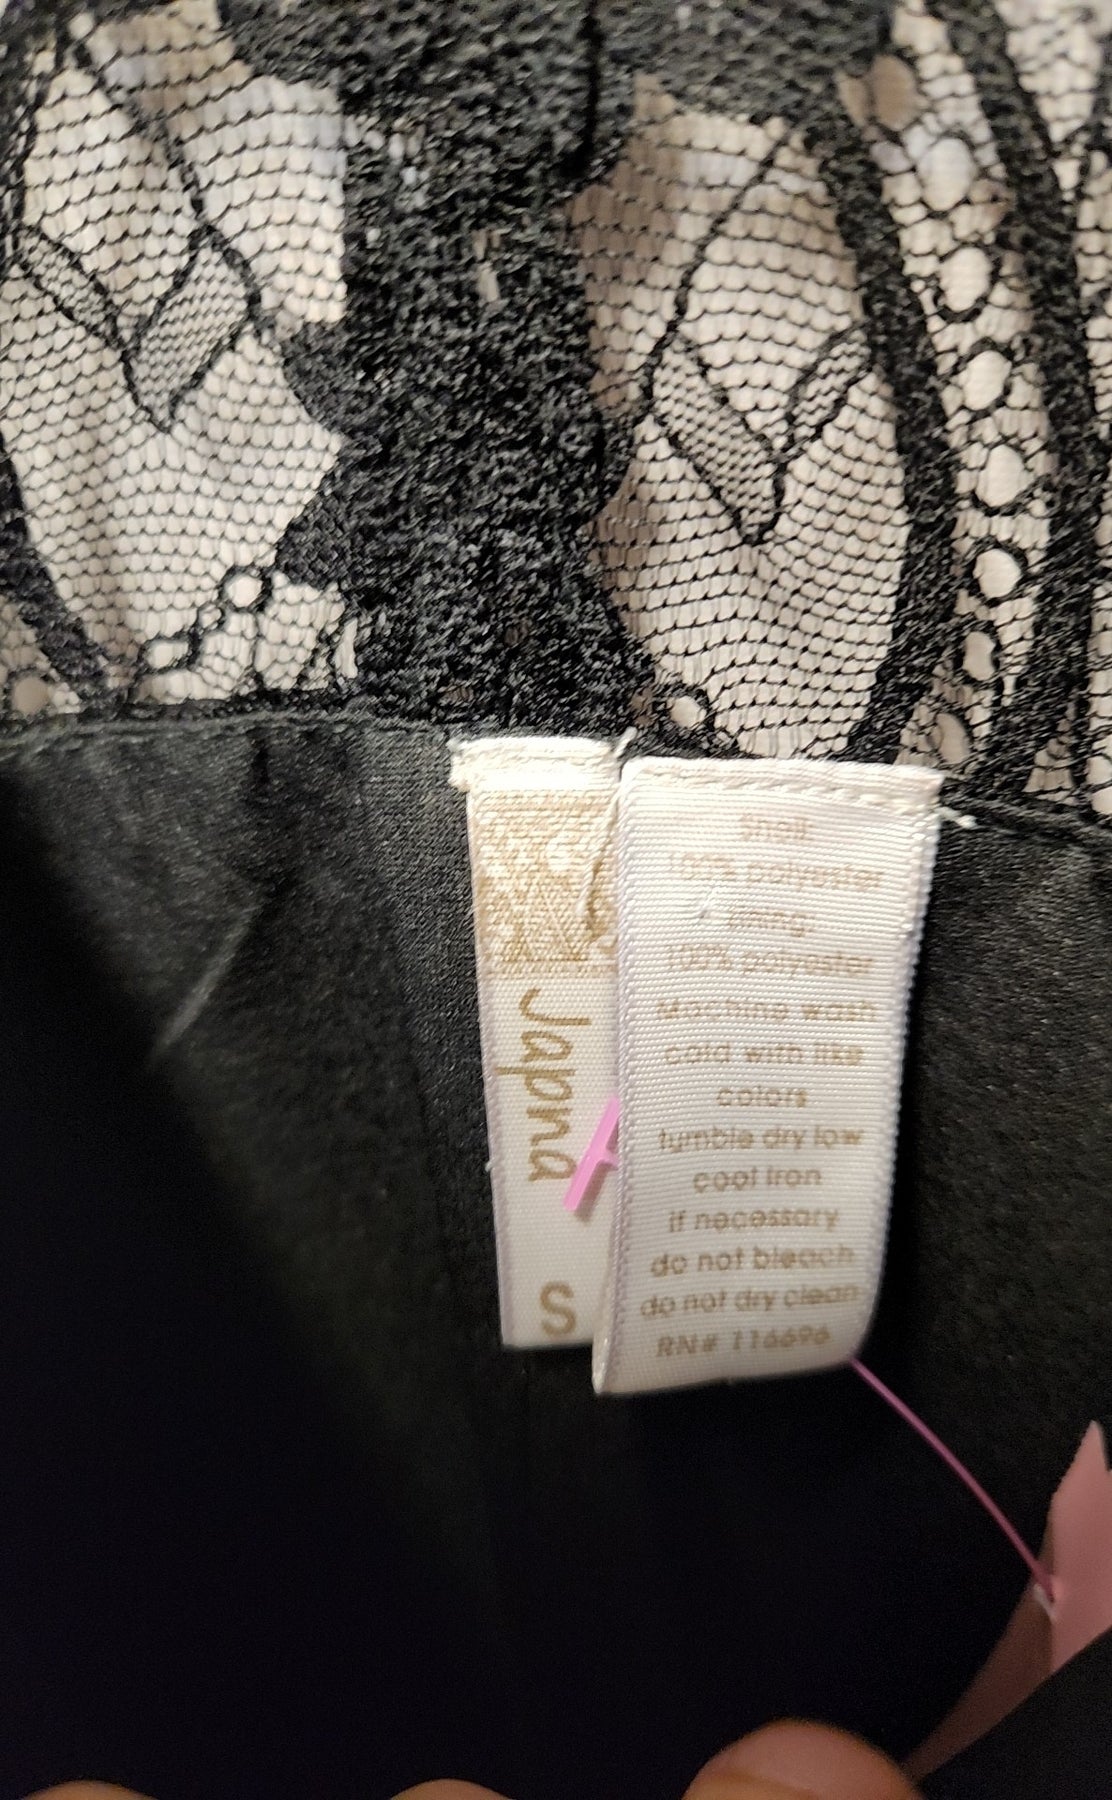 Japna
S
Shell:
100% polyester
lining:
100% polyester
Machine wash
cold with like
colors
tumble dry low
cool iron
if necessary
do not bleach
do not dry clean
RN# 116696